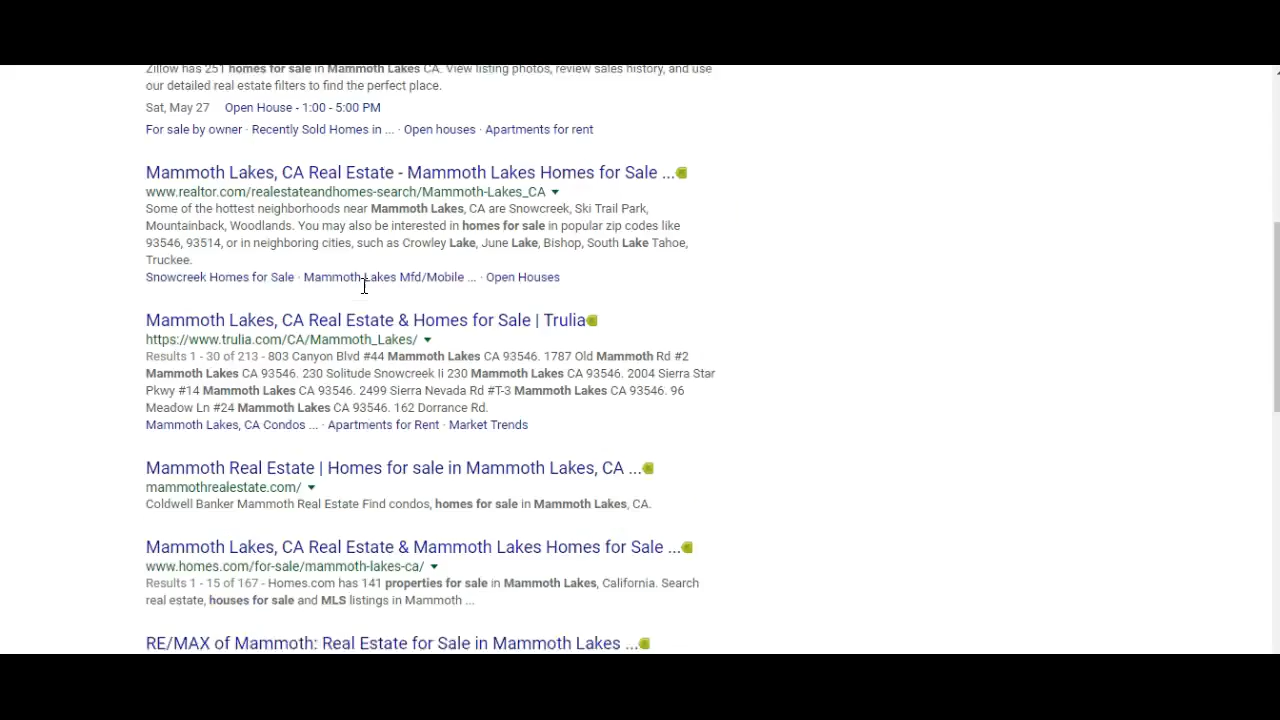 Zillow has 251 homes for sale in Mammoth Lakes CA. View listing photos, review sales history, and use
our detailed real estate filters to find the perfect place.
Sat, May 27 Open House - 1:00 - 5:00 PM
For sale by owner · Recently Sold Homes in ... · Open houses · Apartments for rent
Mammoth Lakes, CA Real Estate - Mammoth Lakes Homes for Sale ...
www.realtor.com/realestateandhomes-search/Mammoth-Lakes_CA
Some of the hottest neighborhoods near Mammoth Lakes, CA are Snowcreek, Ski Trail Park,
Mountainback, Woodlands. You may also be interested in homes for sale in popular zip codes like
93546, 93514, or in neighboring cities, such as Crowley Lake, June Lake, Bishop, South Lake Tahoe,
Truckee.
Snowcreek Homes for Sale · Mammoth Lakes Mfd/Mobile ... · Open Houses
Mammoth Lakes, CA Real Estate & Homes for Sale | Trulia
https://www.trulia.com/CA/Mammoth_Lakes/
Results 1 - 30 of 213 - 803 Canyon Blvd #44 Mammoth Lakes CA 93546. 1787 Old Mammoth Rd #2
Mammoth Lakes CA 93546. 230 Solitude Snowcreek Ii 230 Mammoth Lakes CA 93546. 2004 Sierra Star
Pkwy #14 Mammoth Lakes CA 93546. 2499 Sierra Nevada Rd #T-3 Mammoth Lakes CA 93546. 96
Meadow Ln #24 Mammoth Lakes CA 93546. 162 Dorrance Rd.
Mammoth Lakes, CA Condos ... · Apartments for Rent · Market Trends
Mammoth Real Estate | Homes for sale in Mammoth Lakes, CA ...
mammothrealestate.com/
Coldwell Banker Mammoth Real Estate Find condos, homes for sale in Mammoth Lakes, CA.
Mammoth Lakes, CA Real Estate & Mammoth Lakes Homes for Sale ...
www.homes.com/for-sale/mammoth-lakes-ca/
Results 1 - 15 of 167 - Homes.com has 141 properties for sale in Mammoth Lakes, California. Search
real estate, houses for sale and MLS listings in Mammoth ...
RE/MAX of Mammoth: Real Estate for Sale in Mammoth Lakes ...